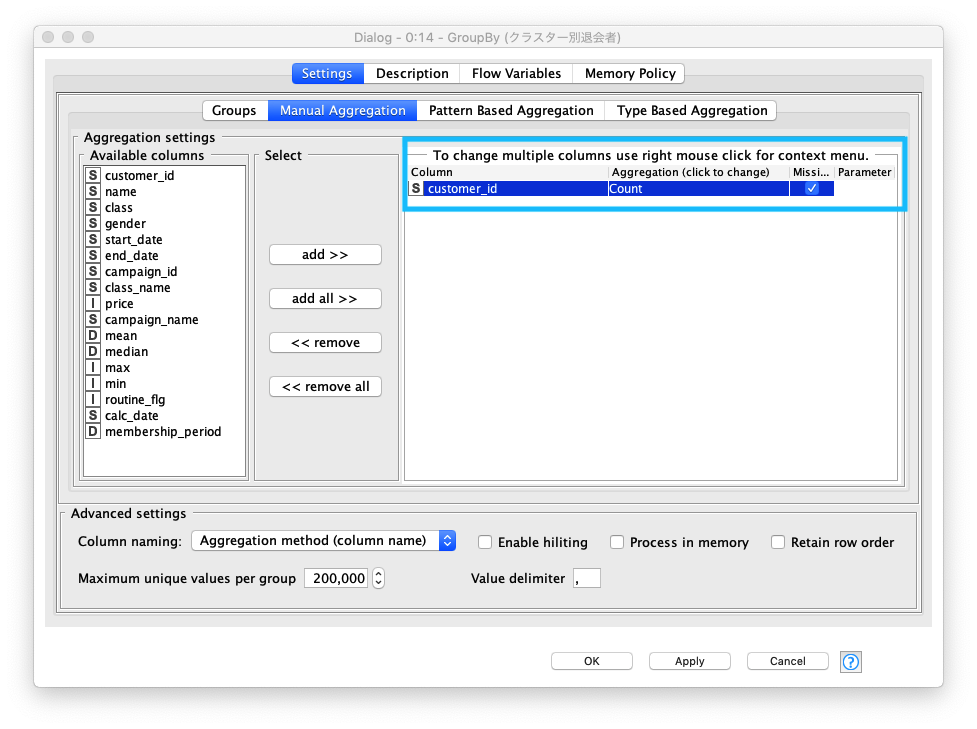 Dialog - 0:14 - GroupBy (クラスター別退会者)
Settings Description Flow Variables Memory Policy
Groups Manual Aggregation Pattern Based Aggregation Type Based Aggregation
Aggregation settings
Available columns
S customer_id
S name
S class
S gender
S start_date
S end_date
S campaign_id
S class_name
I price
S campaign_name
D mean
D median
I max
I min
I routine_flg
S calc_date
D membership_period
Select
add >>
add all >>
<< remove
<< remove all
To change multiple columns use right mouse click for context menu.
Column Aggregation (click to change) Missi... Parameter
S customer_id Count
Advanced settings
Column naming: Aggregation method (column name) Enable hiliting Process in memory Retain row order
Maximum unique values per group 200,000 Value delimiter ,
OK Apply Cancel ?